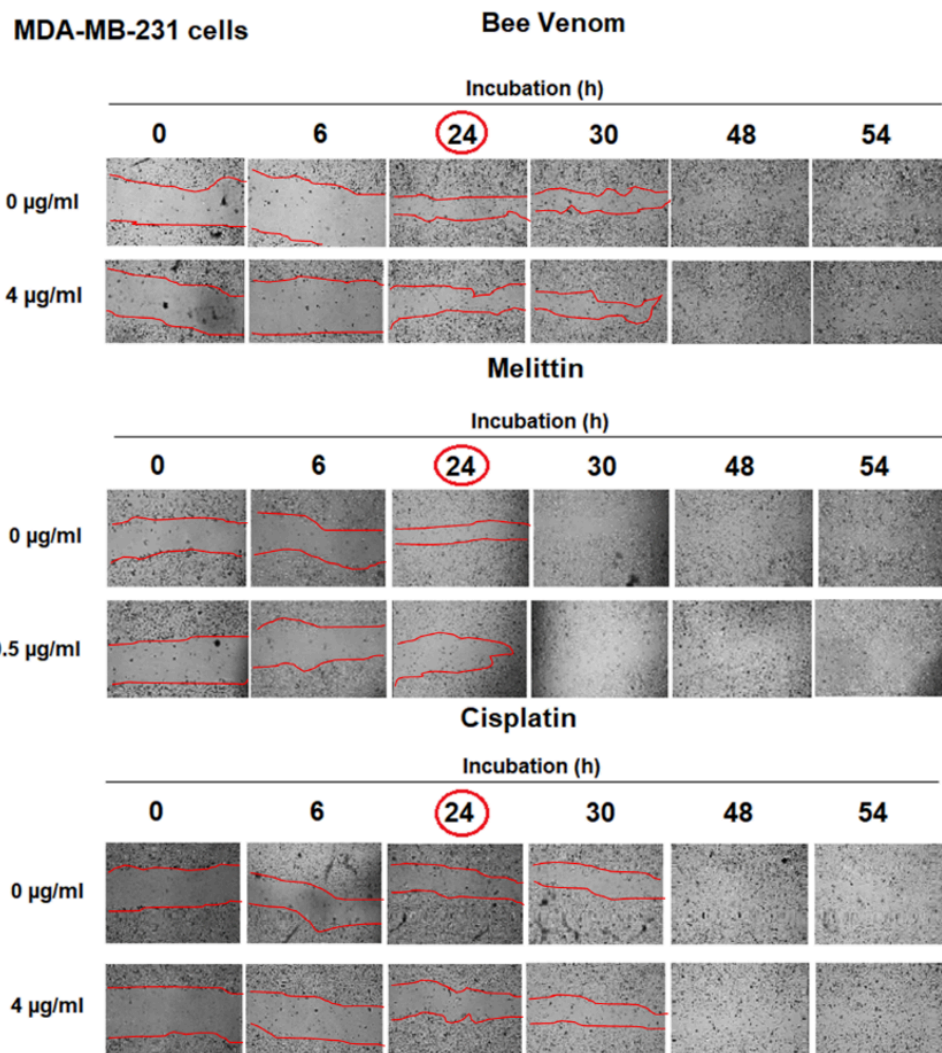 MDA-MB-231 cells
Bee Venom
Incubation (h)
0 6 24 30 48 54
0 µg/ml
4 µg/ml
Melittin
Incubation (h)
0 6 24 30 48 54
0 µg/ml
.5 µg/ml
Cisplatin
Incubation (h)
0 6 24 30 48 54
0 µg/ml
4 µg/ml